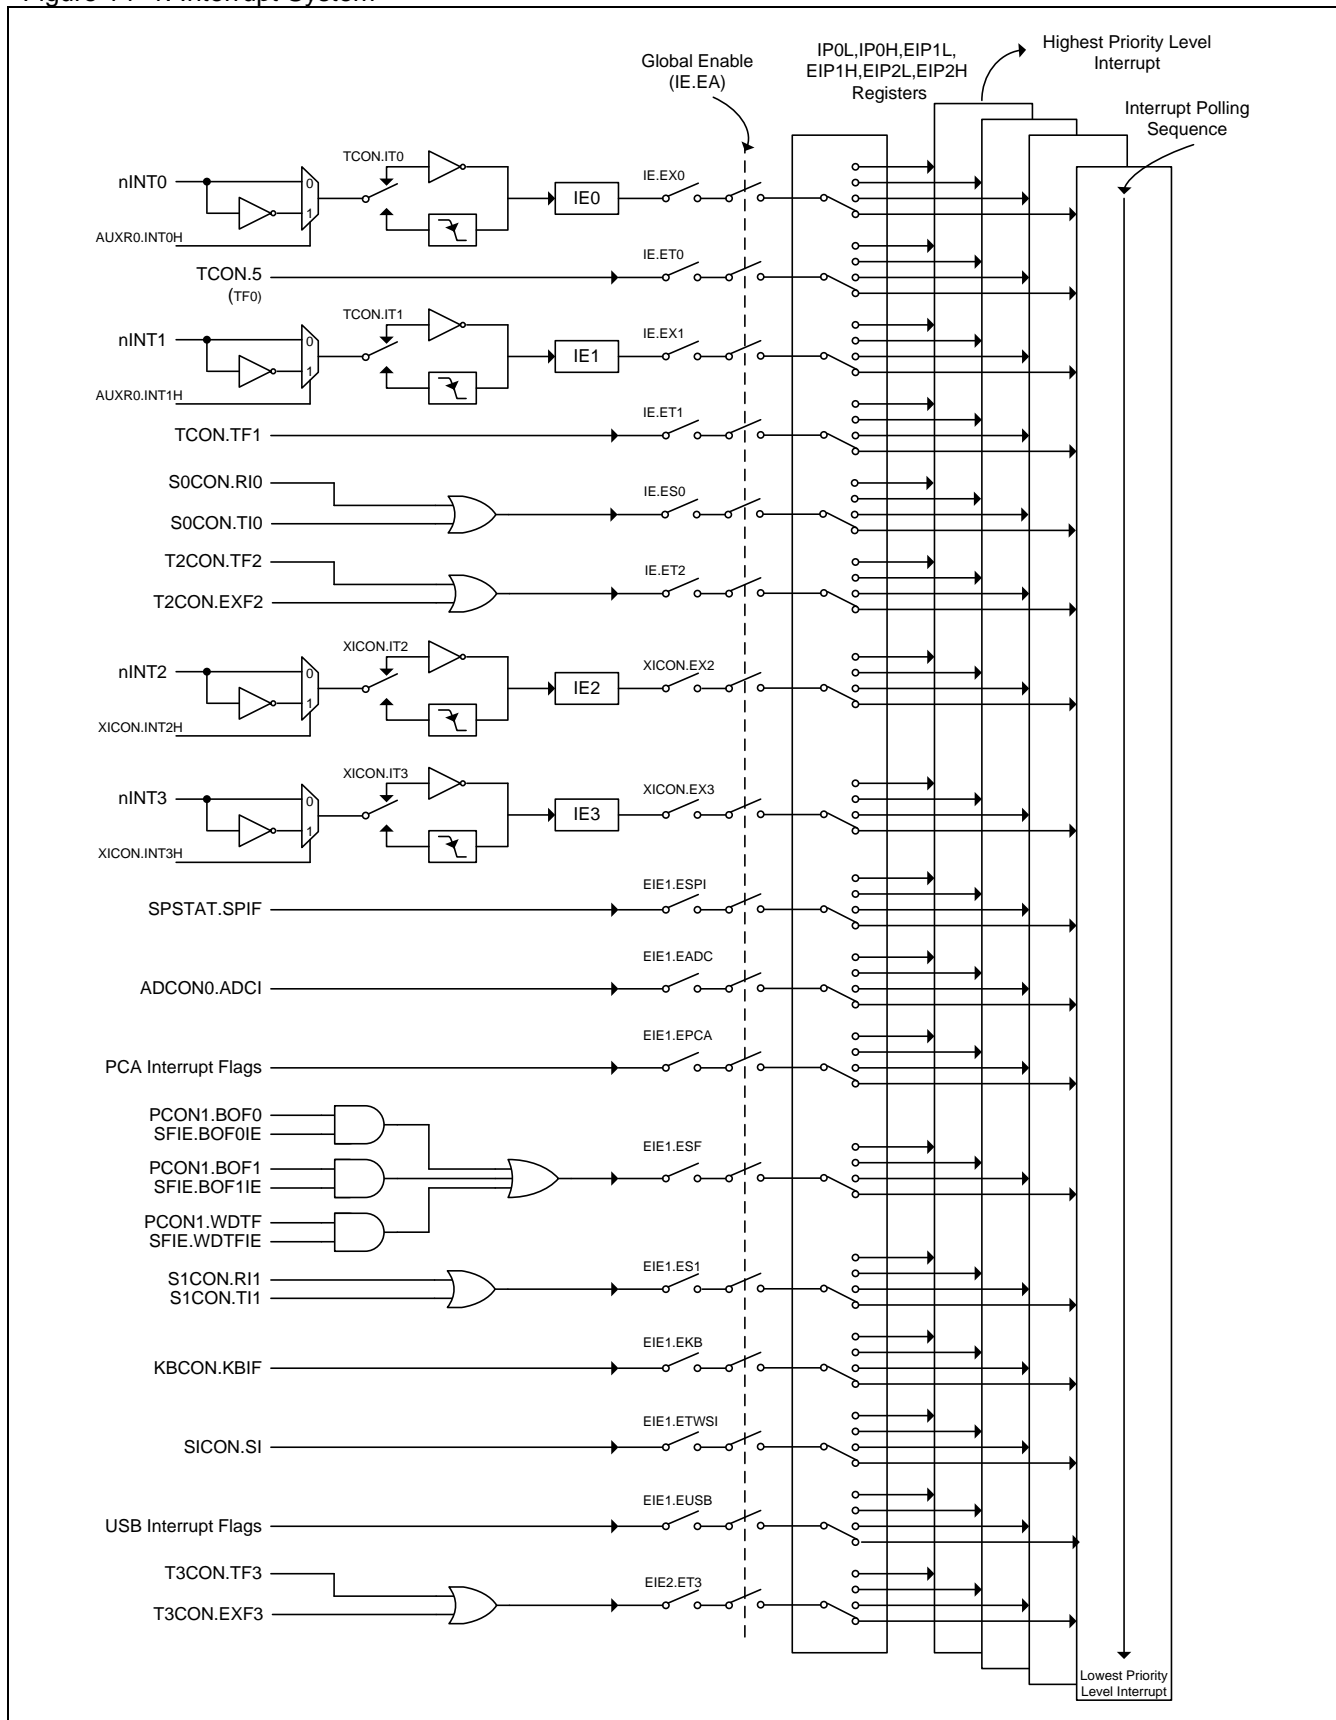 Global Enable
(IE.EA)
IP0L,IP0H,EIP1L,
EIP1H,EIP2L,EIP2H
Registers
Highest Priority Level
Interrupt
Interrupt Polling
Sequence
nINT0
0
1
AUXR0.INT0H
TCON.IT0
IE0
IE.EX0
TCON.5
(TF0)
IE.ET0
nINT1
0
1
AUXR0.INT1H
TCON.IT1
IE1
IE.EX1
TCON.TF1
IE.ET1
S0CON.RI0
S0CON.TI0
IE.ES0
T2CON.TF2
T2CON.EXF2
IE.ET2
nINT2
0
1
XICON.INT2H
XICON.IT2
IE2
XICON.EX2
nINT3
0
1
XICON.INT3H
XICON.IT3
IE3
XICON.EX3
SPSTAT.SPIF
EIE1.ESPI
ADCON0.ADCI
EIE1.EADC
PCA Interrupt Flags
EIE1.EPCA
PCON1.BOF0
SFIE.BOF0IE
PCON1.BOF1
SFIE.BOF1IE
PCON1.WDTF
SFIE.WDTFIE
EIE1.ESF
S1CON.RI1
S1CON.TI1
EIE1.ES1
KBCON.KBIF
EIE1.EKB
SICON.SI
EIE1.ETWSI
USB Interrupt Flags
EIE1.EUSB
T3CON.TF3
T3CON.EXF3
EIE2.ET3
Lowest Priority
Level Interrupt